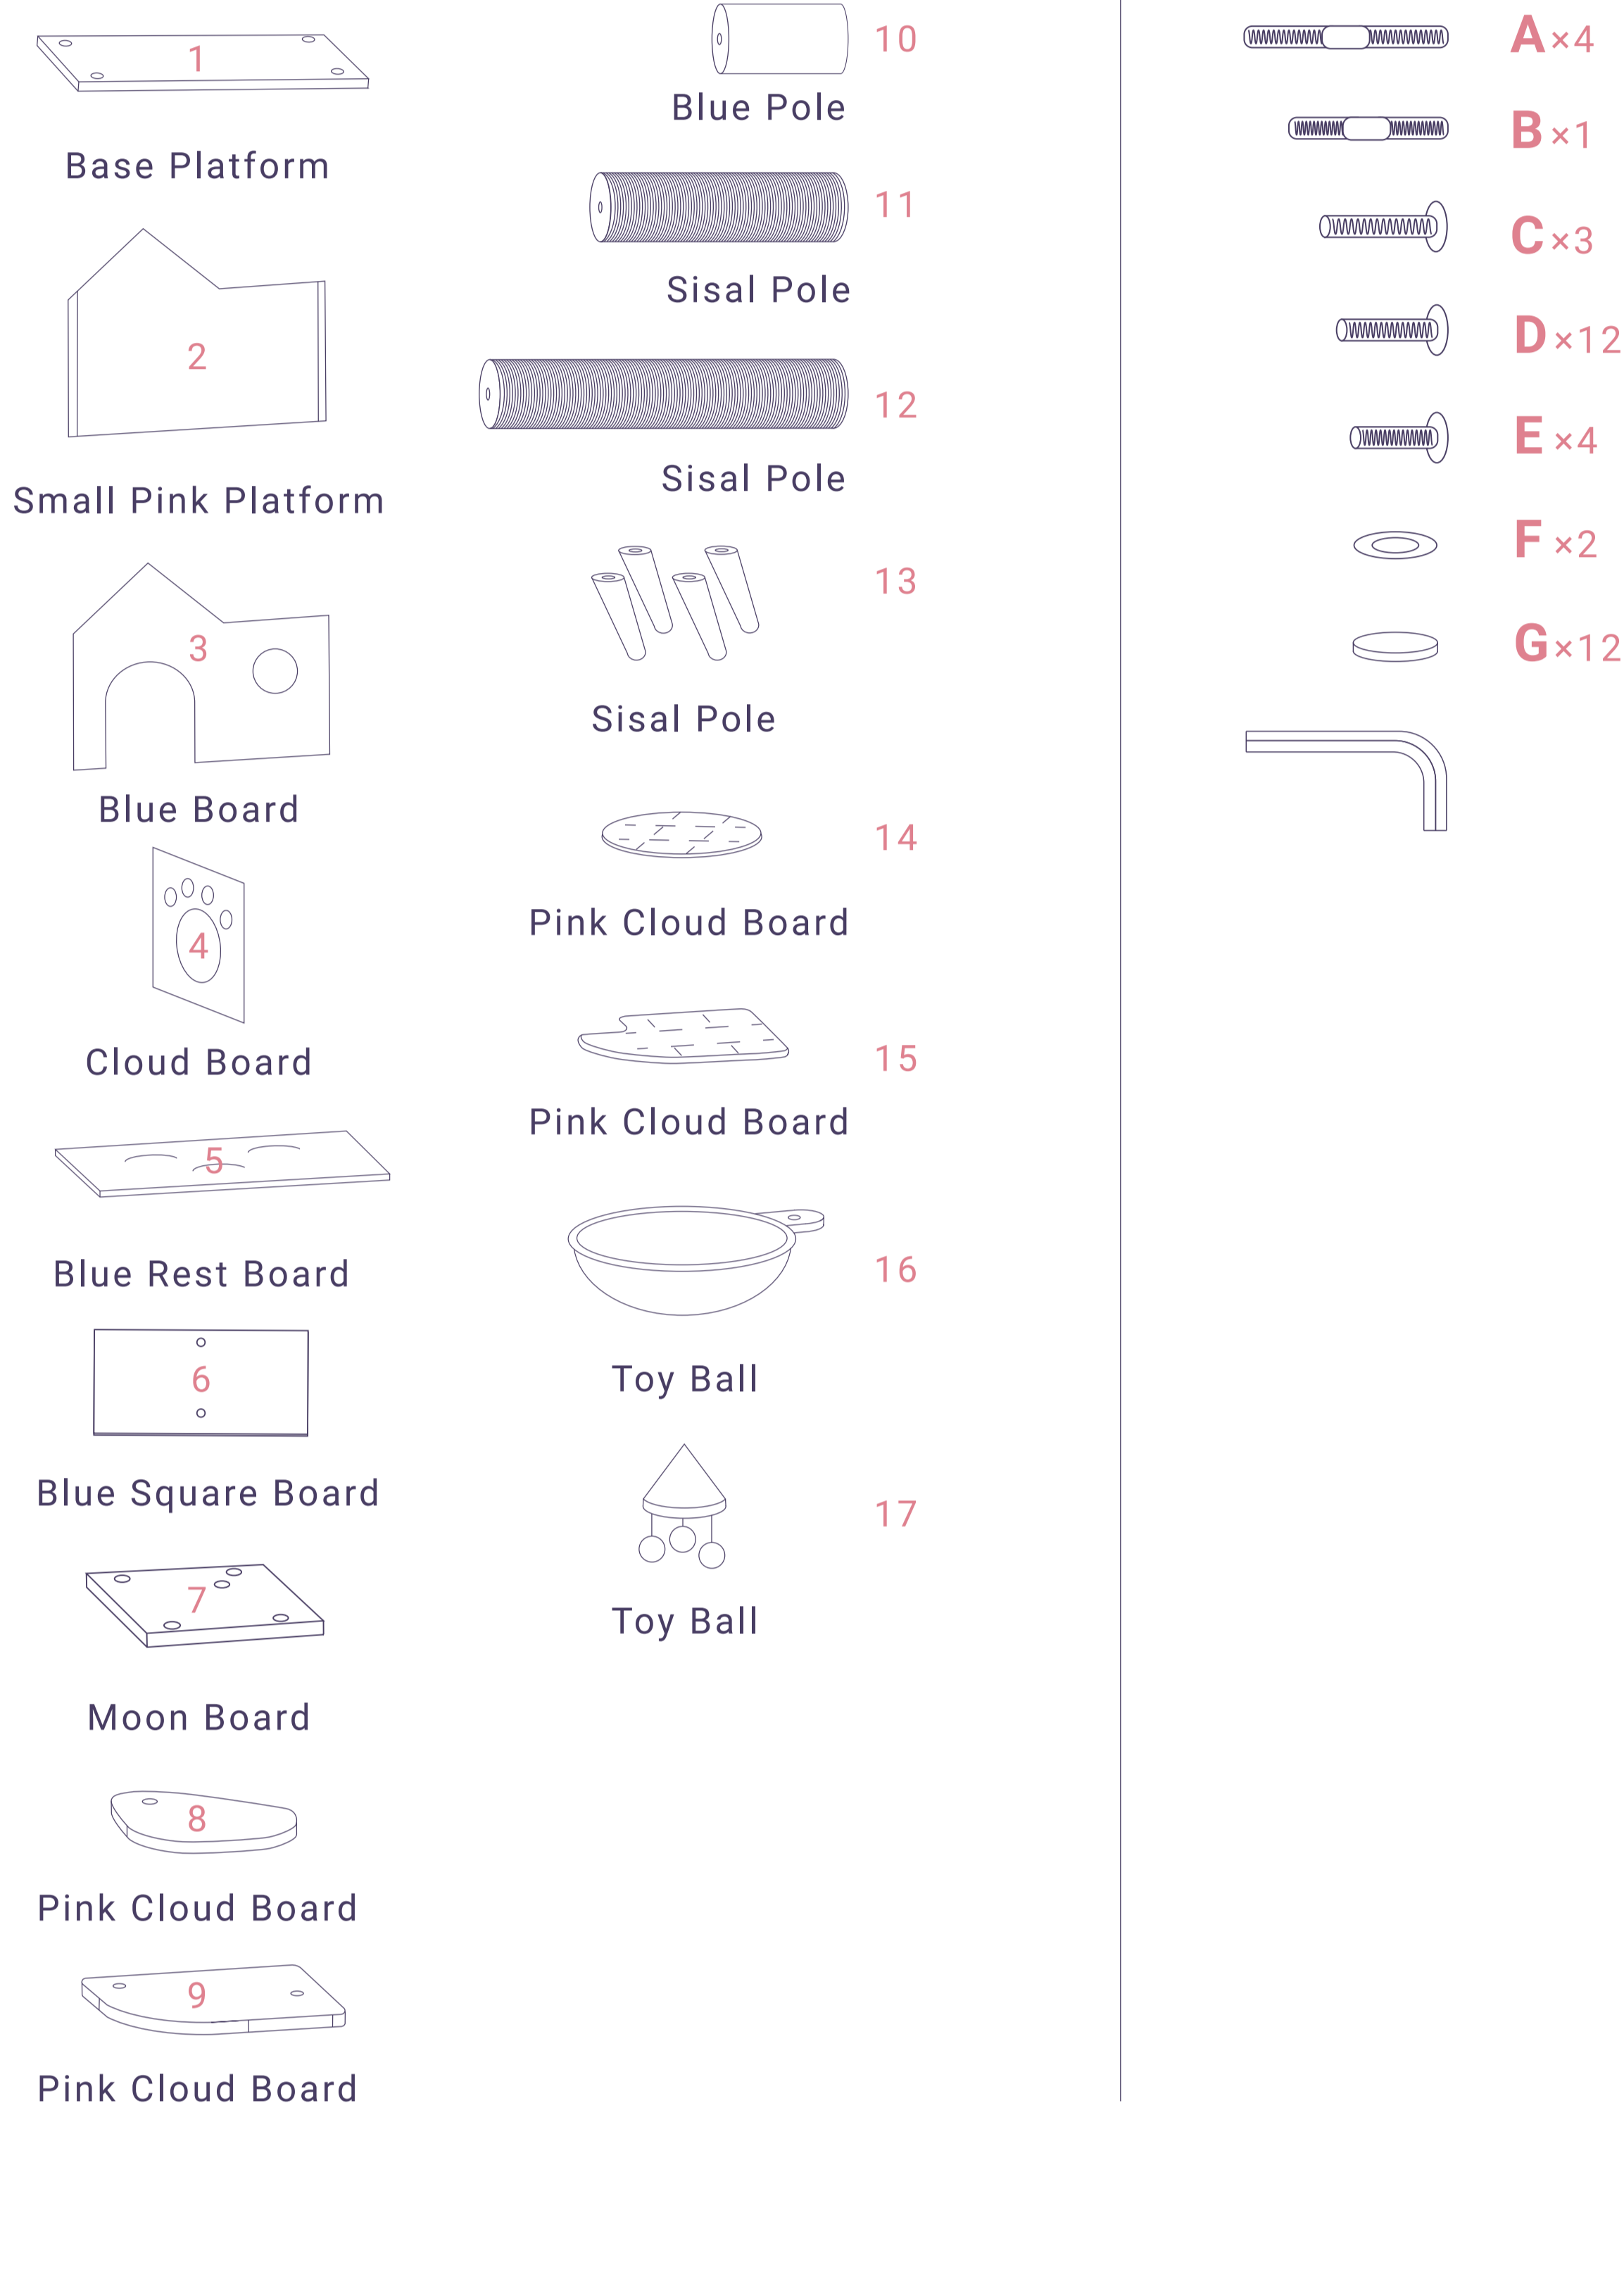 1
Base Platform
2
Small Pink Platform
3
Blue Board
4
Cloud Board
5
Blue Rest Board
6
Blue Square Board
7
Moon Board
8
Pink Cloud Board
9
Pink Cloud Board
10
Blue Pole
11
Sisal Pole
12
Sisal Pole
13
Sisal Pole
14
Pink Cloud Board
15
Pink Cloud Board
16
Toy Ball
17
Toy Ball
A×4
B×1
C×3
D×12
E×4
F×2
G×12